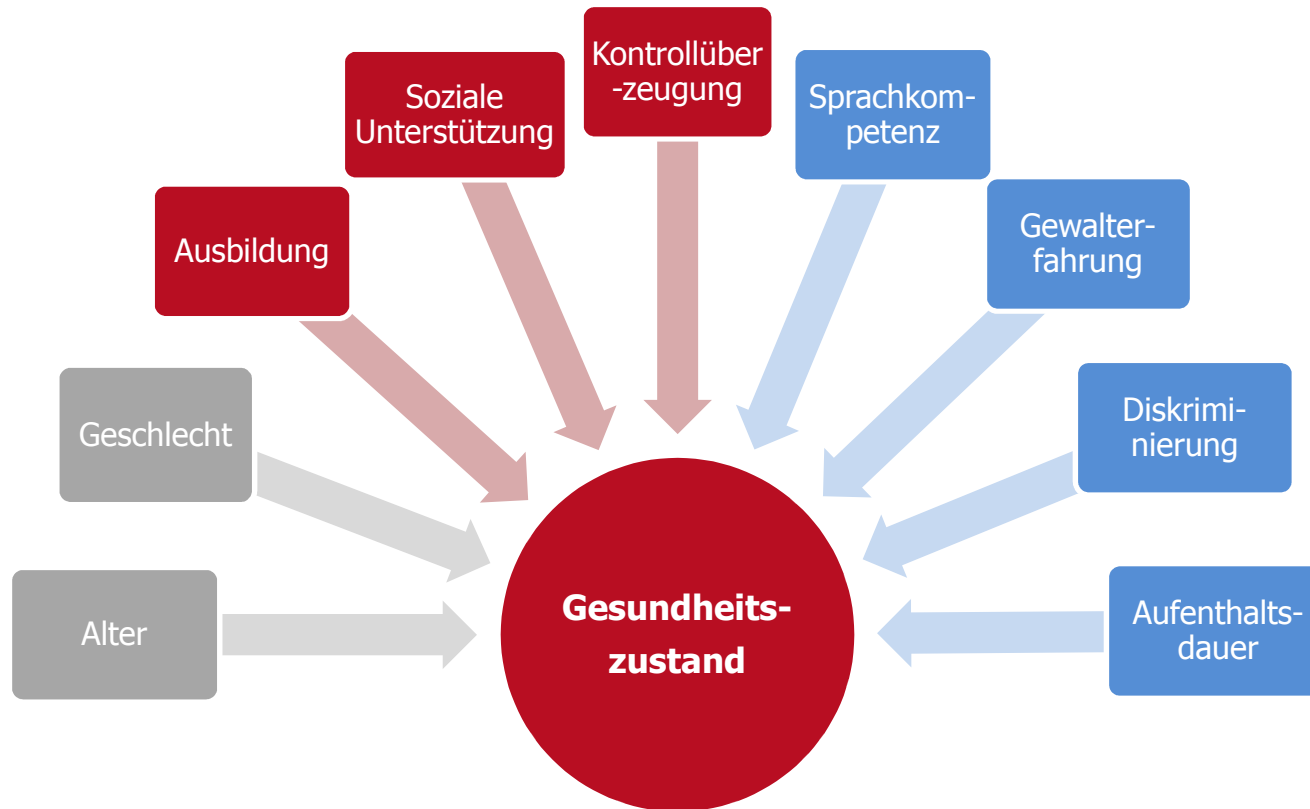 Kontrollüber
-zeugung
Soziale
Unterstützung
Sprachkom-
petenz
Ausbildung
Gewalter-
fahrung
Geschlecht
Diskrimi-
nierung
Alter
Aufenthalts-
dauer
Gesundheits-
zustand